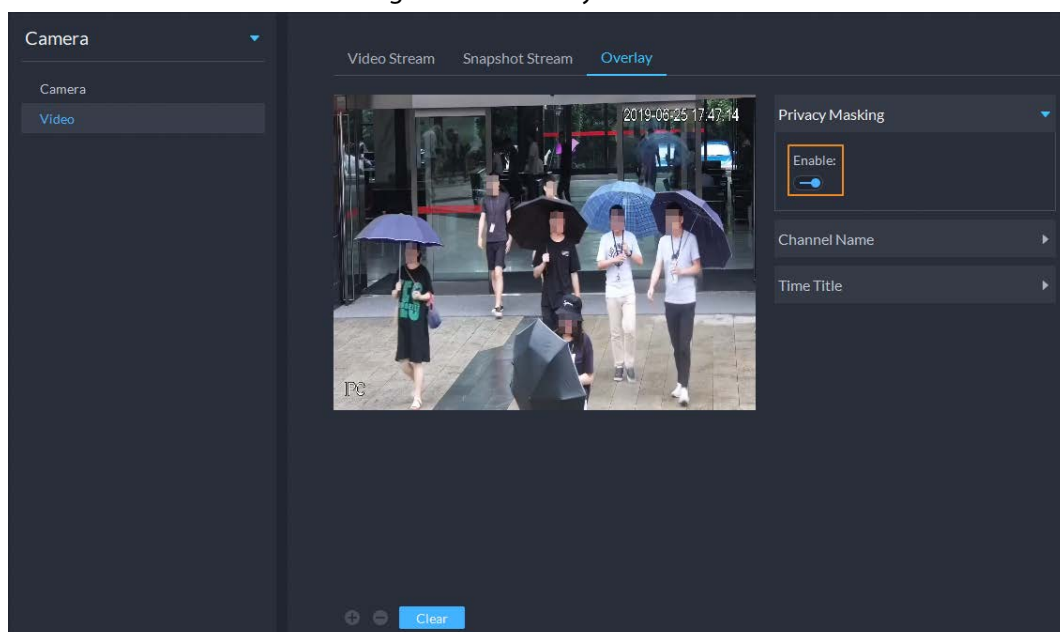 Camera
Camera
Video
Video Stream Snapshot Stream Overlay
2019-06-25 17:47:14
Privacy Masking
Enable:
Channel Name
Time Title
IPC
Clear